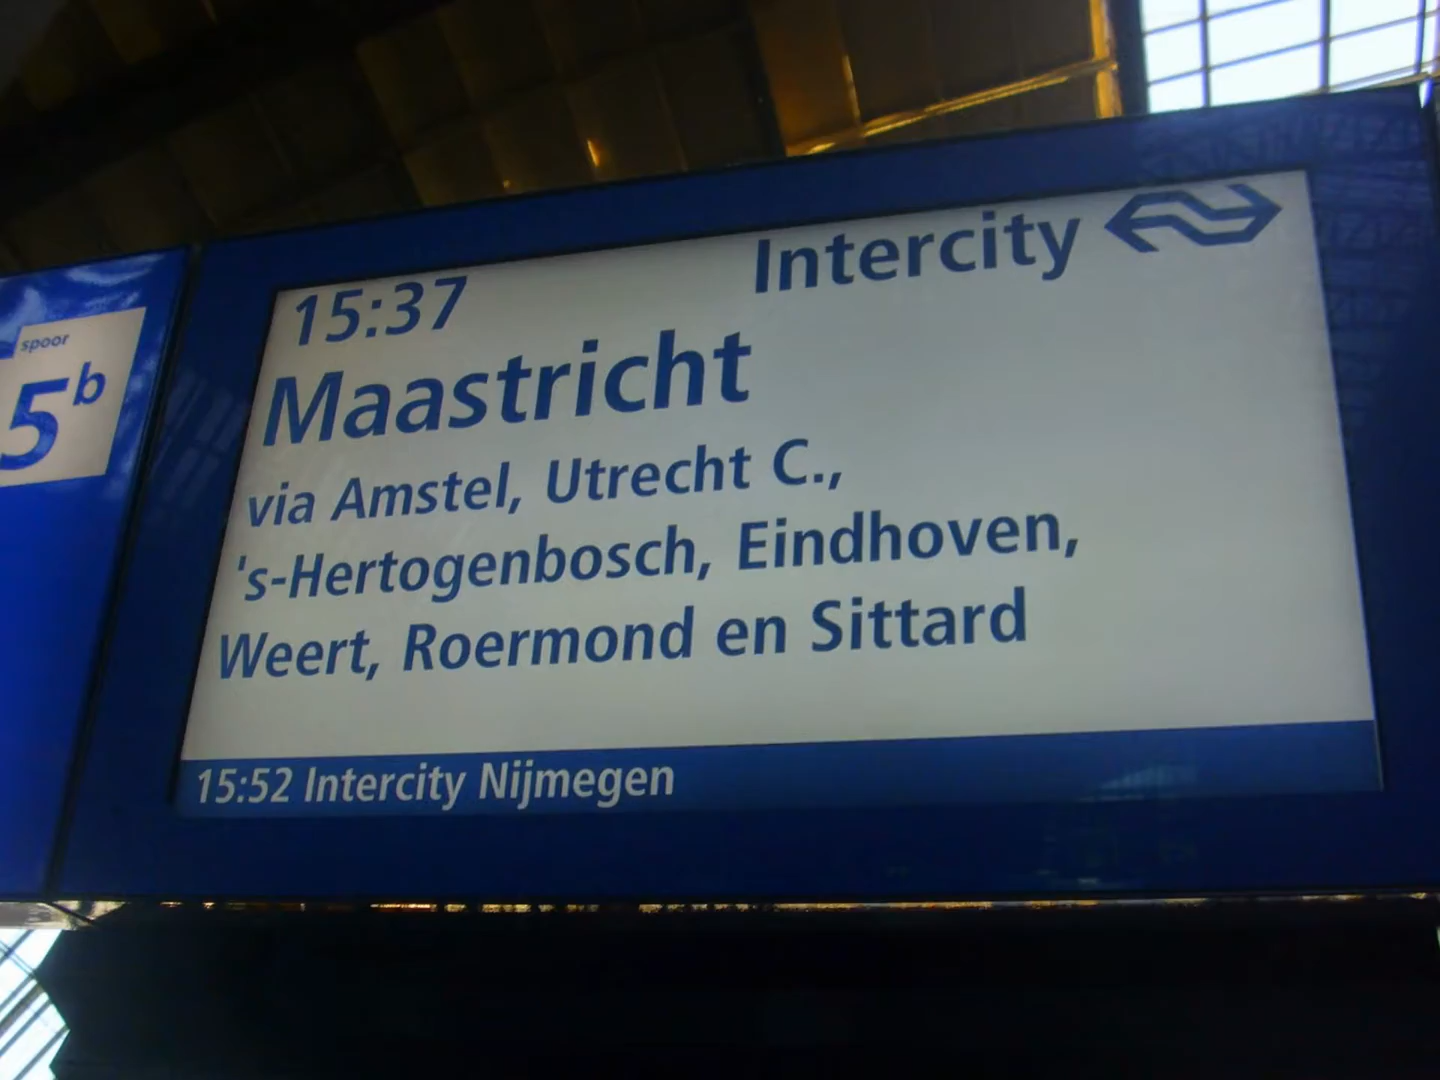 spoor
5b
15:37
Intercity
Maastricht
via Amstel, Utrecht C.,
's-Hertogenbosch, Eindhoven,
Weert, Roermond en Sittard
15:52 Intercity Nijmegen